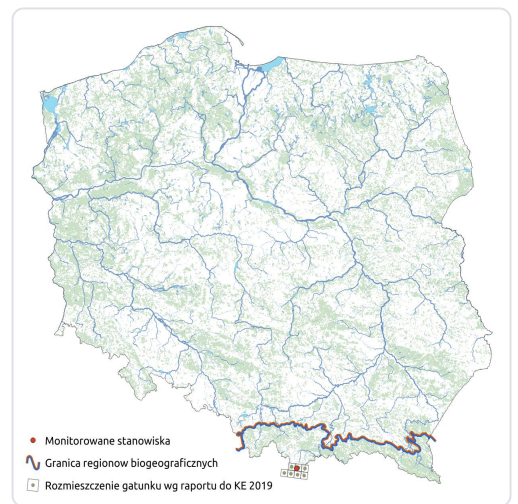 Monitorowane stanowiska
Granica regionow biogeograficznych
Rozmieszczenie gatunku wg raportu do KE 2019